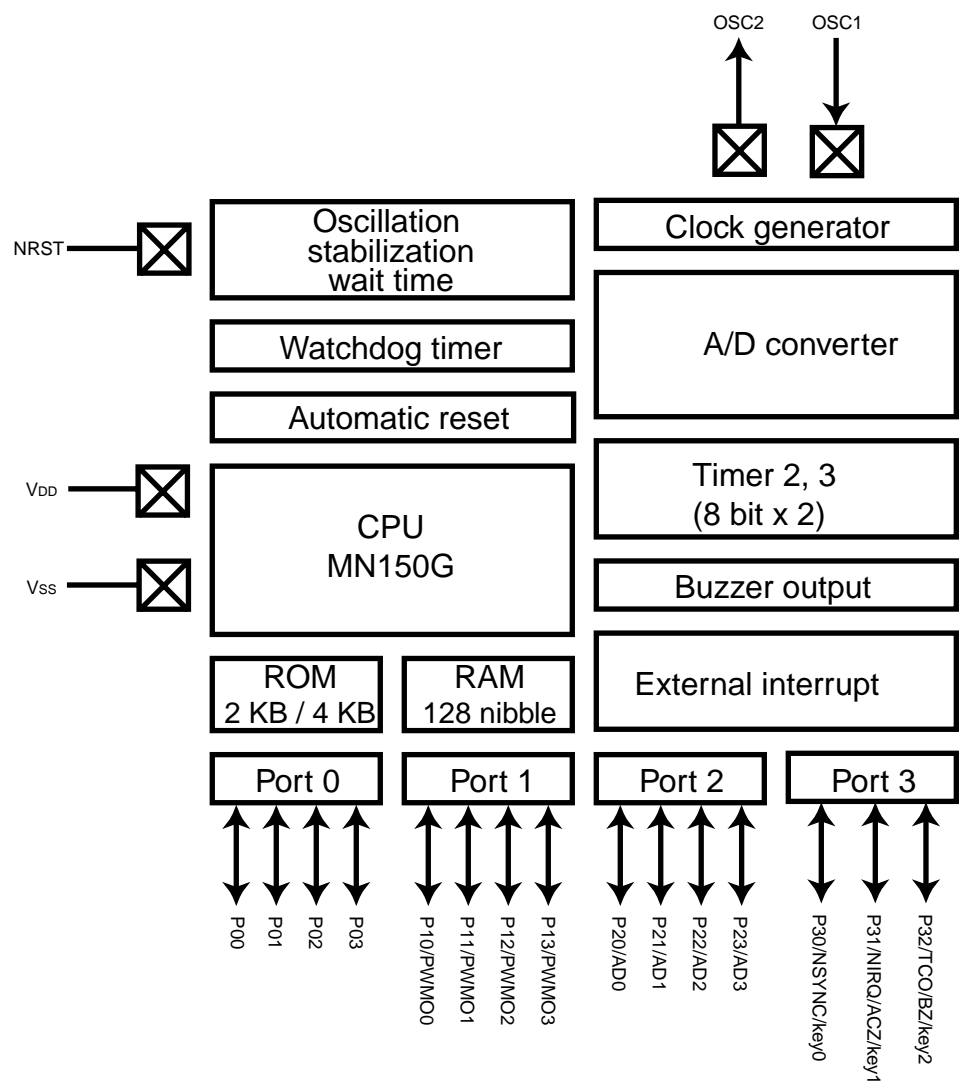 OSC2
OSC1
NRST
Oscillation
stabilization
wait time
Clock generator
Watchdog timer
A/D converter
Automatic reset
VDD
CPU
MN150G
Timer 2, 3
(8 bit x 2)
VSS
Buzzer output
ROM
2 KB / 4 KB
RAM
128 nibble
External interrupt
Port 0
Port 1
Port 2
Port 3
P00
P01
P02
P03
P10/PWMO0
P11/PWMO1
P12/PWMO2
P13/PWMO3
P20/AD0
P21/AD1
P22/AD2
P23/AD3
P30/NSYNC/key0
P31/NIRQ/ACZ/key1
P32/TCO/BZ/key2